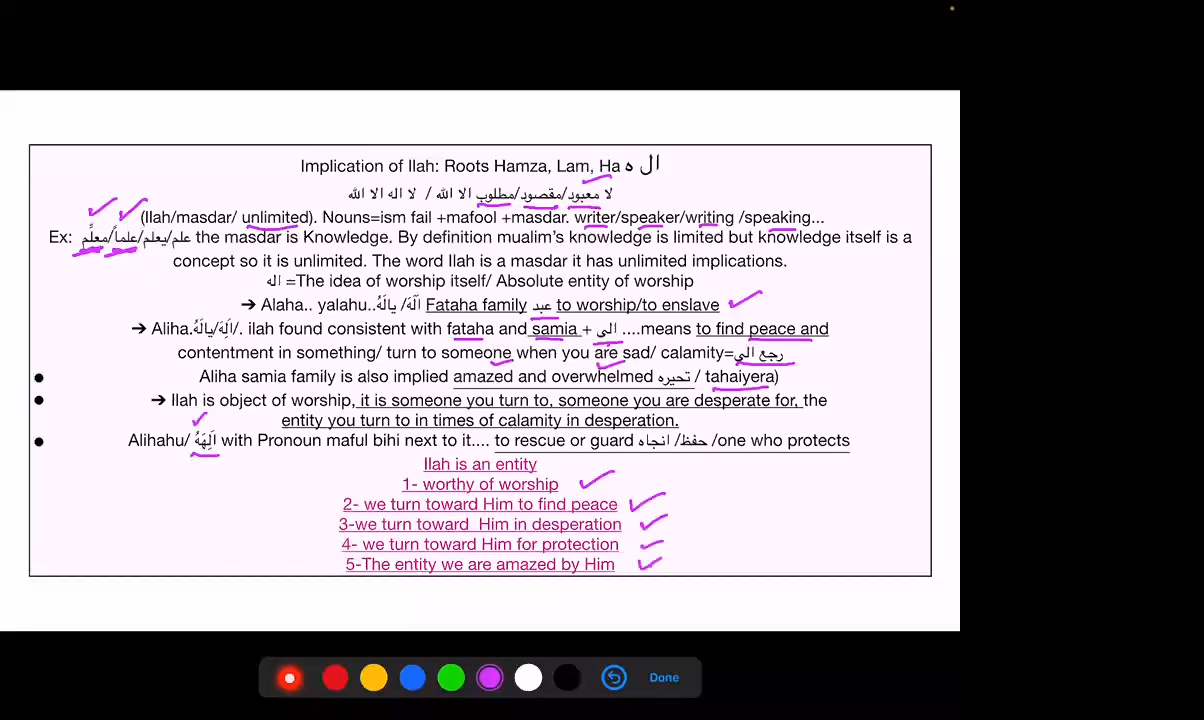 Implication of Ilah: Roots Hamza, Lam, Ha ال ه
لا معبود/مقصود/مطلوب الا الله / لا اله الا الله
(Ilah/masdar/ unlimited). Nouns=ism fail +mafool +masdar. writer/speaker/writing /speaking...
Ex: علم/يعلم/علماً/معلِّم the masdar is Knowledge. By definition mualim's knowledge is limited but knowledge itself is a
concept so it is unlimited. The word Ilah is a masdar it has unlimited implications.
اله =The idea of worship itself/ Absolute entity of worship
➔ Alaha.. yalahu..اَلَهَ/ يالَهُ Fataha family عبد to worship/to enslave
➔ Aliha.اَلِهَ/يالَهُ/. ilah found consistent with fataha and samia + الى ....means to find peace and
contentment in something/ turn to someone when you are sad/ calamity=رجع الي
● Aliha samia family is also implied amazed and overwhelmed تحيره / tahaiyera)
● ➔ Ilah is object of worship, it is someone you turn to, someone you are desperate for, the
entity you turn to in times of calamity in desperation.
● Alihahu/ اَلِهَهُ with Pronoun maful bihi next to it.... to rescue or guard حفظ/ انجاه /one who protects
Ilah is an entity
1- worthy of worship
2- we turn toward Him to find peace
3-we turn toward Him in desperation
4- we turn toward Him for protection
5-The entity we are amazed by Him
Done